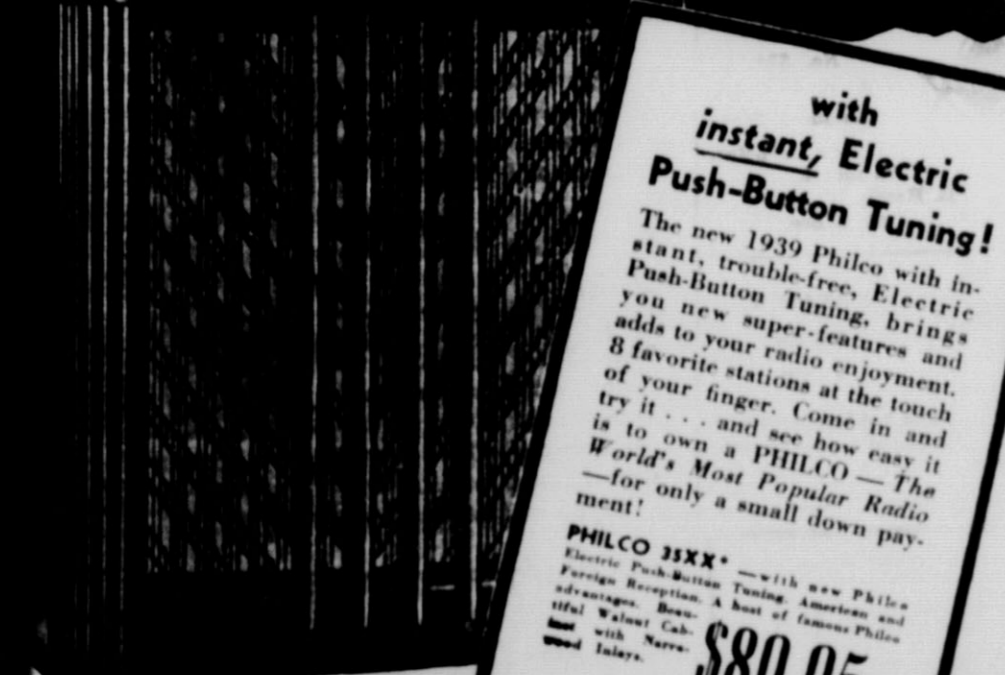 with
instant, Electric
Push-Button Tuning!
The new 1939 Philco with in-
stant, trouble-free, Electric
Push-Button Tuning, brings
you new super-features and
adds to your radio enjoyment.
8 favorite stations at the touch
of your finger. Come in and
try it . . . and see how easy it
is to own a PHILCO — The
World's Most Popular Radio
—for only a small down pay-
ment!
PHILCO 35XX* —with new Philco
Electric Push-Button Tuning. American and
Foreign Reception. A host of famous Philco
advantages. Beau-
tiful Walnut Cab-
inet with
Inlays.